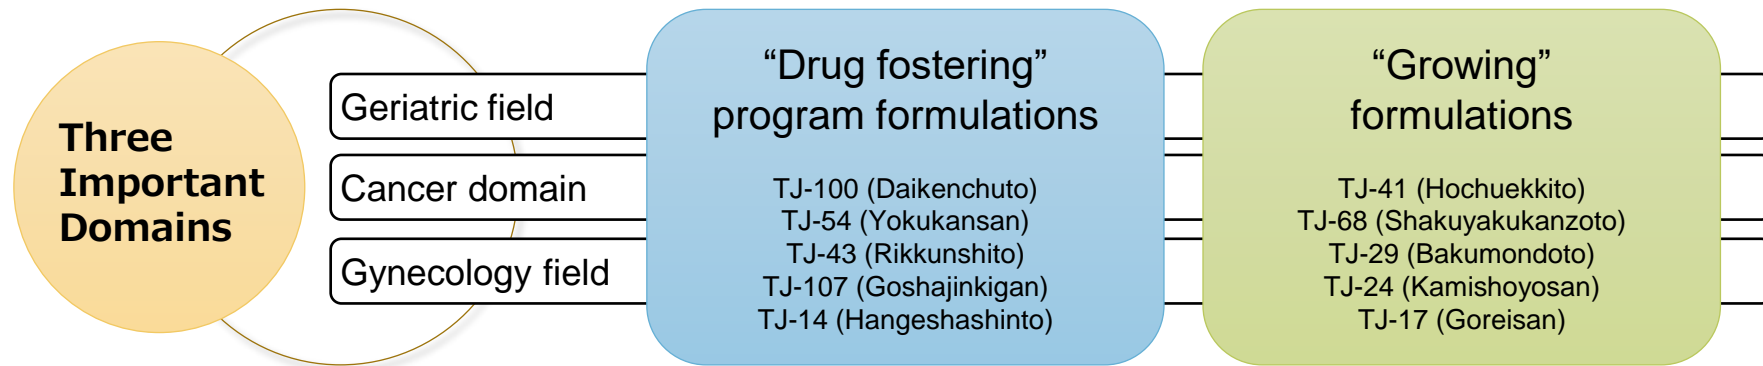 Three
Important
Domains
Geriatric field
Cancer domain
Gynecology field
“Drug fostering”
program formulations
TJ-100 (Daikenchuto)
TJ-54 (Yokukansan)
TJ-43 (Rikkunshito)
TJ-107 (Goshajinkigan)
TJ-14 (Hangeshashinto)
“Growing”
formulations
TJ-41 (Hochuekkito)
TJ-68 (Shakuyakukanzoto)
TJ-29 (Bakumondoto)
TJ-24 (Kamishoyosan)
TJ-17 (Goreisan)